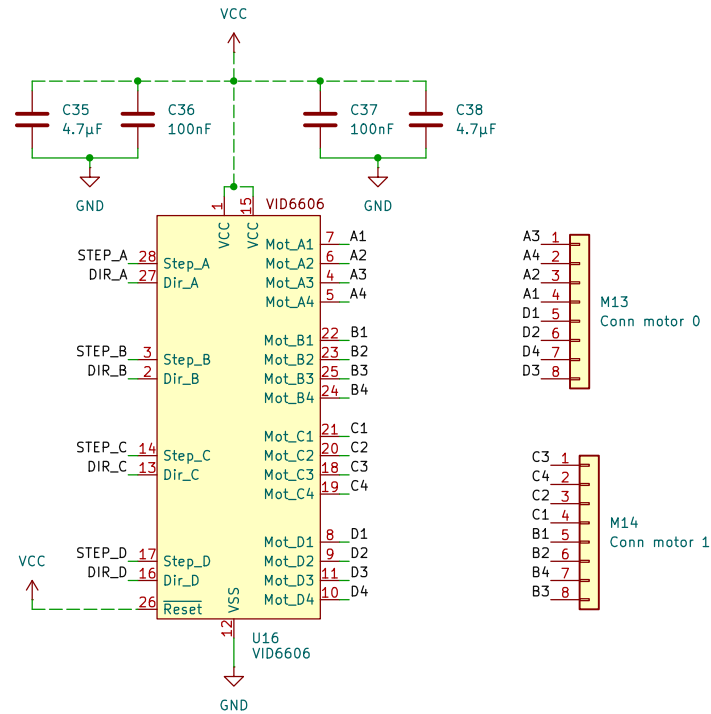 VCC
C35
4.7µF
C36
100nF
C37
100nF
C38
4.7µF
GND
GND
1
15
VID6606
VCC
VCC
STEP_A
28
Step_A
DIR_A
27
Dir_A
STEP_B
3
Step_B
DIR_B
2
Dir_B
STEP_C
14
Step_C
DIR_C
13
Dir_C
STEP_D
17
Step_D
DIR_D
16
Dir_D
VCC
26
Reset
Mot_A1
7
A1
Mot_A2
6
A2
Mot_A3
4
A3
Mot_A4
5
A4
Mot_B1
22
B1
Mot_B2
23
B2
Mot_B3
25
B3
Mot_B4
24
B4
Mot_C1
21
C1
Mot_C2
20
C2
Mot_C3
18
C3
Mot_C4
19
C4
Mot_D1
8
D1
Mot_D2
9
D2
Mot_D3
11
D3
Mot_D4
10
D4
VSS
12
U16
VID6606
GND
A3 1
A4 2
A2 3
A1 4
D1 5
D2 6
D4 7
D3 8
M13
Conn motor 0
C3 1
C4 2
C2 3
C1 4
B1 5
B2 6
B4 7
B3 8
M14
Conn motor 1